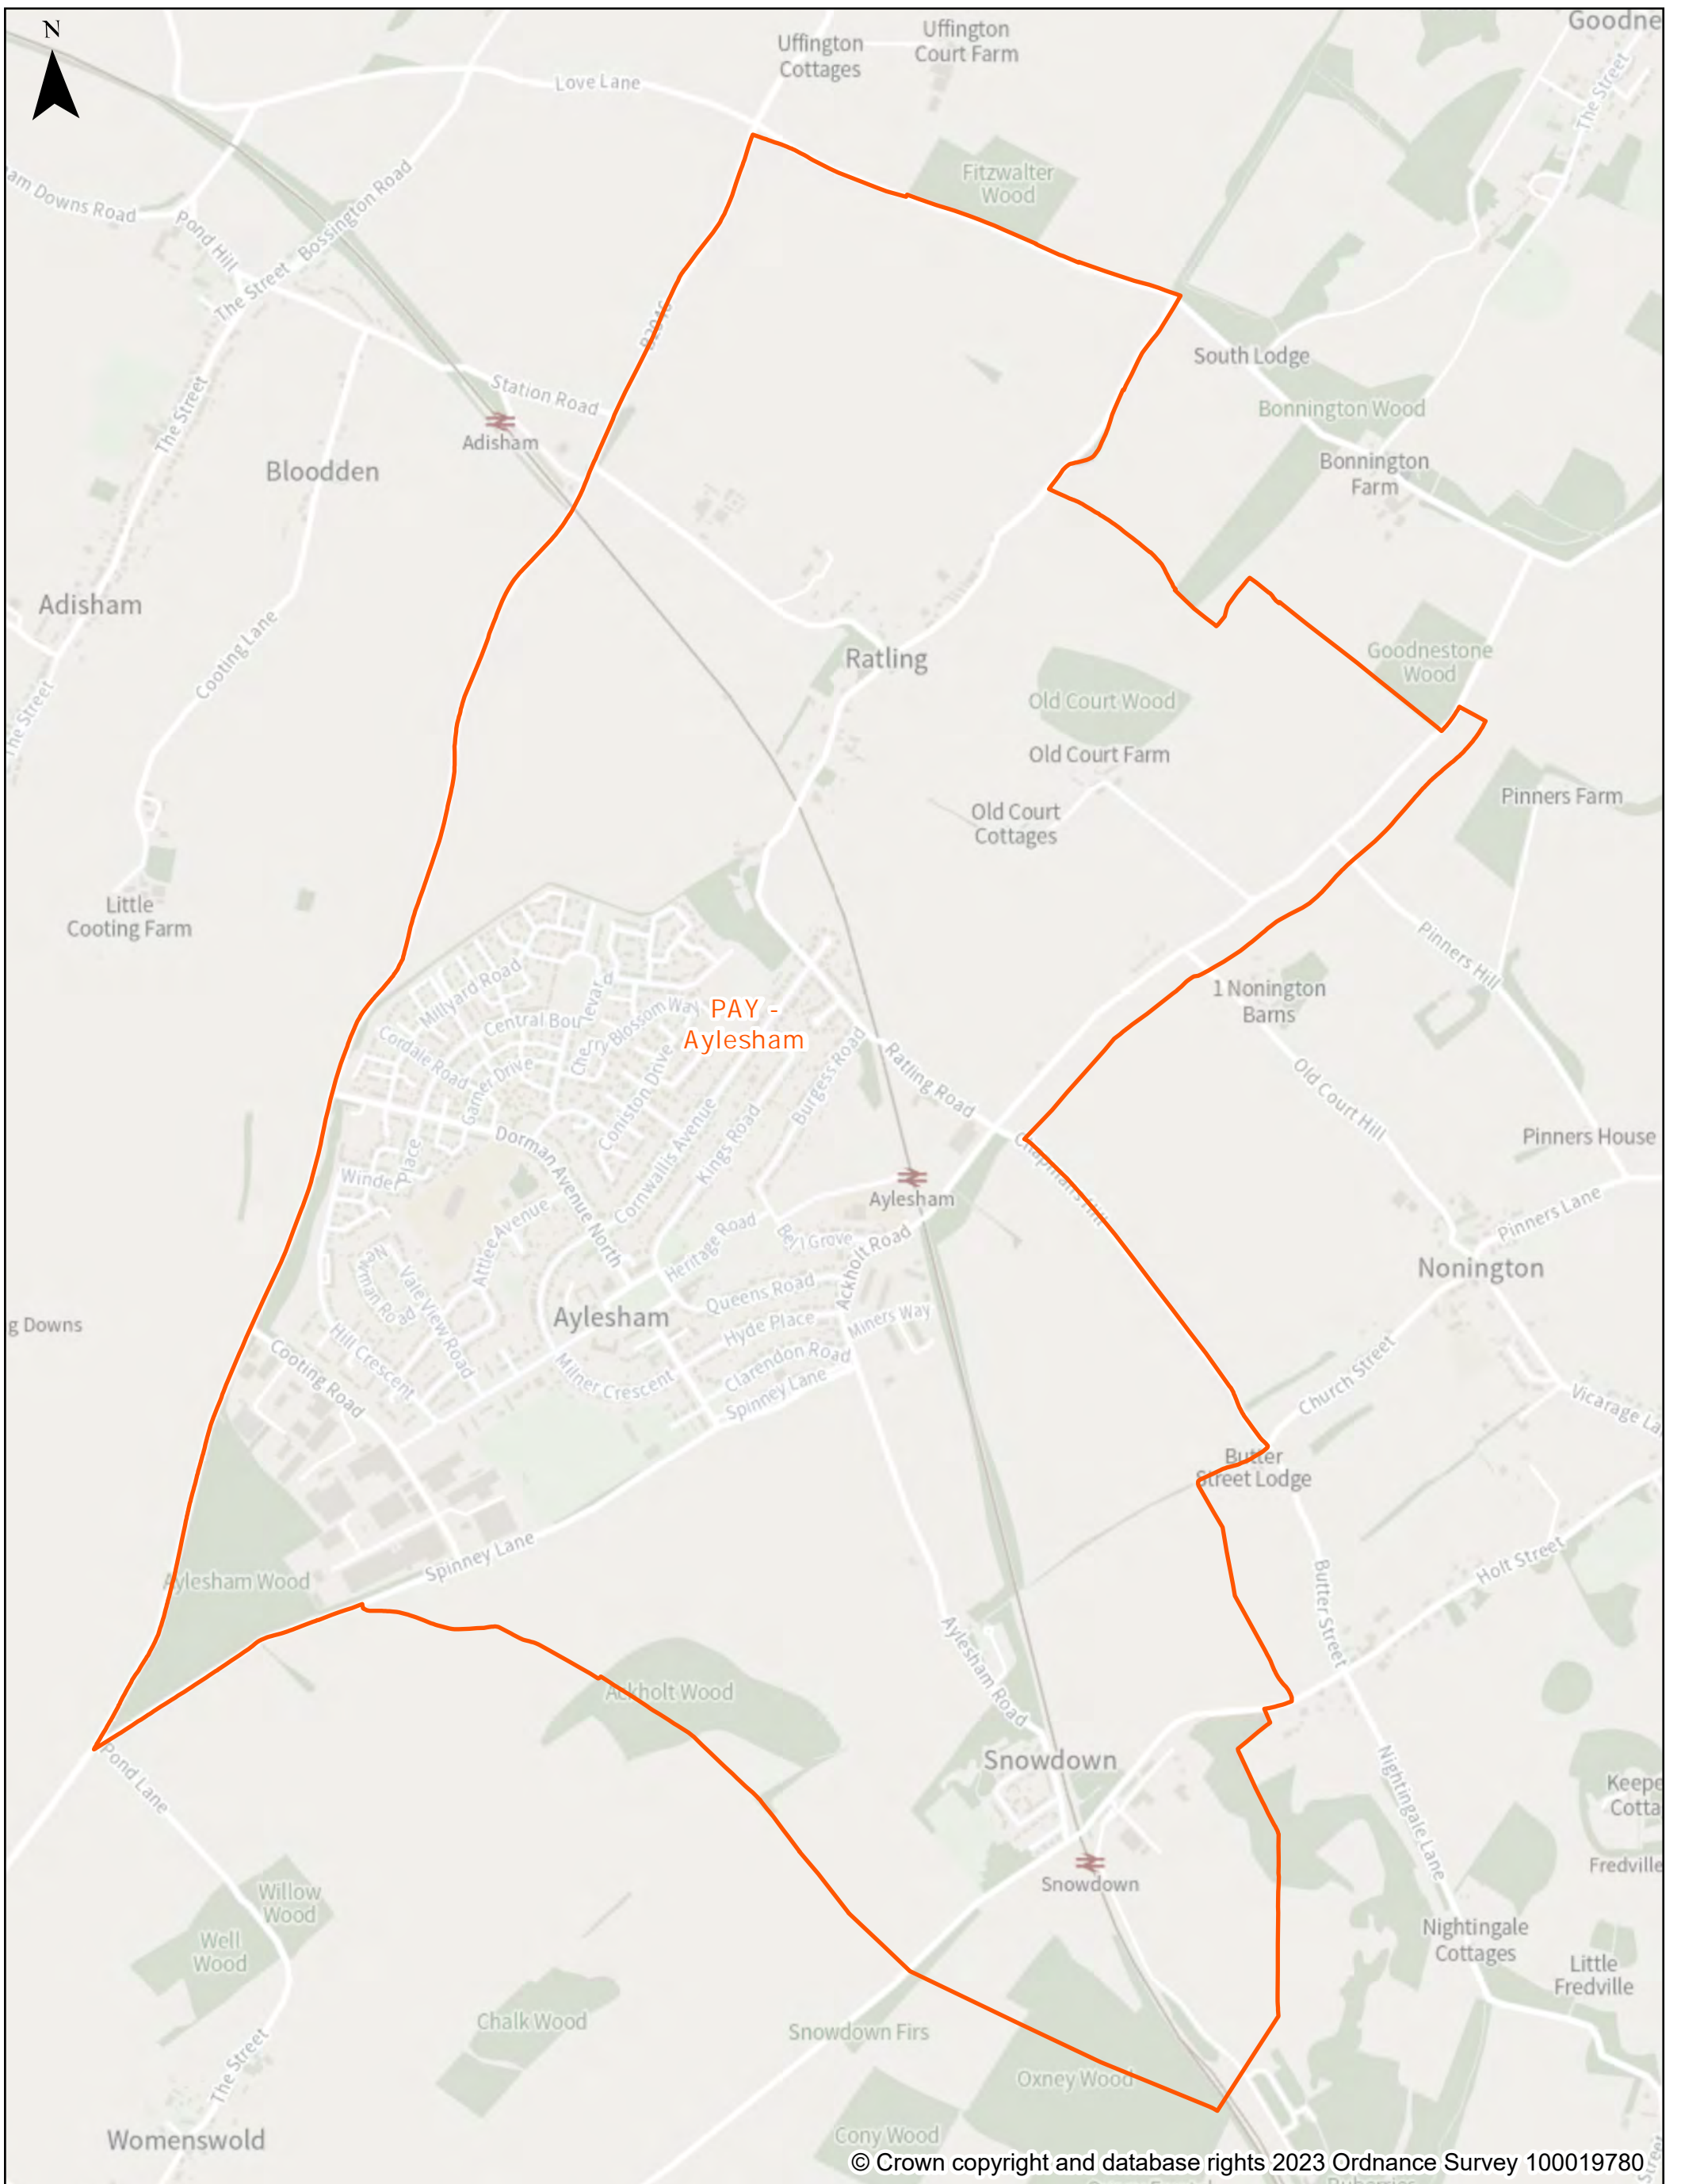 N
Goodne
Uffington
Cottages
Uffington
Court Farm
Love Lane
The Street
Fitzwalter
Wood
am Downs Road
Pond Hill
The Street
Bossington Road
B2046
South Lodge
Station Road
Adisham
The Street
Bonnington Wood
Bloodden
Bonnington
Farm
Adisham
Cooting Lane
The Street
Ratling
Goodnestone
Wood
Old Court Wood
Old Court Farm
Old Court
Cottages
Pinners Farm
Little
Cooting Farm
Pinners Hill
Millyard Road
Central Boulevard
Cherry Blossom Way
PAY -
Aylesham
1 Nonington
Barns
Cordale Road
Garner Drive
Coniston Drive
Burgess Road
Ratling Road
Old Court Hill
Cornwallis Avenue
Kings Road
Dorman Avenue North
Chapmans Hill
Pinners House
Winder Place
Aylesham
Attlee Avenue
Heritage Road
Bell Grove
Ackholt Road
Pinners Lane
Nonington
Newman Road
Vale View Road
Queens Road
Aylesham
Hyde Place
Miners Way
g Downs
Cooting Road
Hill Crescent
Milner Crescent
Clarendon Road
Spinney Lane
Church Street
Vicarage La
Butter
Street Lodge
Spinney Lane
Holt Street
Aylesham Wood
Butter Street
Aylesham Road
Ackholt Wood
Snowdown
Pond Lane
Nightingale Lane
Keepe
Cotta
Fredville
Snowdown
Willow
Wood
Well
Wood
Nightingale
Cottages
Little
Fredville
Chalk Wood
Snowdown Firs
The Street
Oxney Wood
Cony Wood
Womenswold
© Crown copyright and database rights 2023 Ordnance Survey 100019780